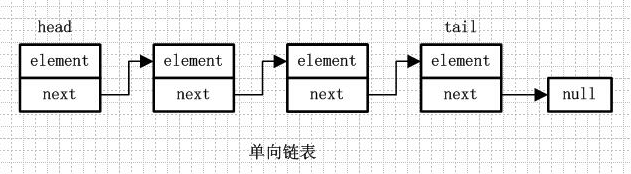 head tail
element element element element
next next next next null
单向链表